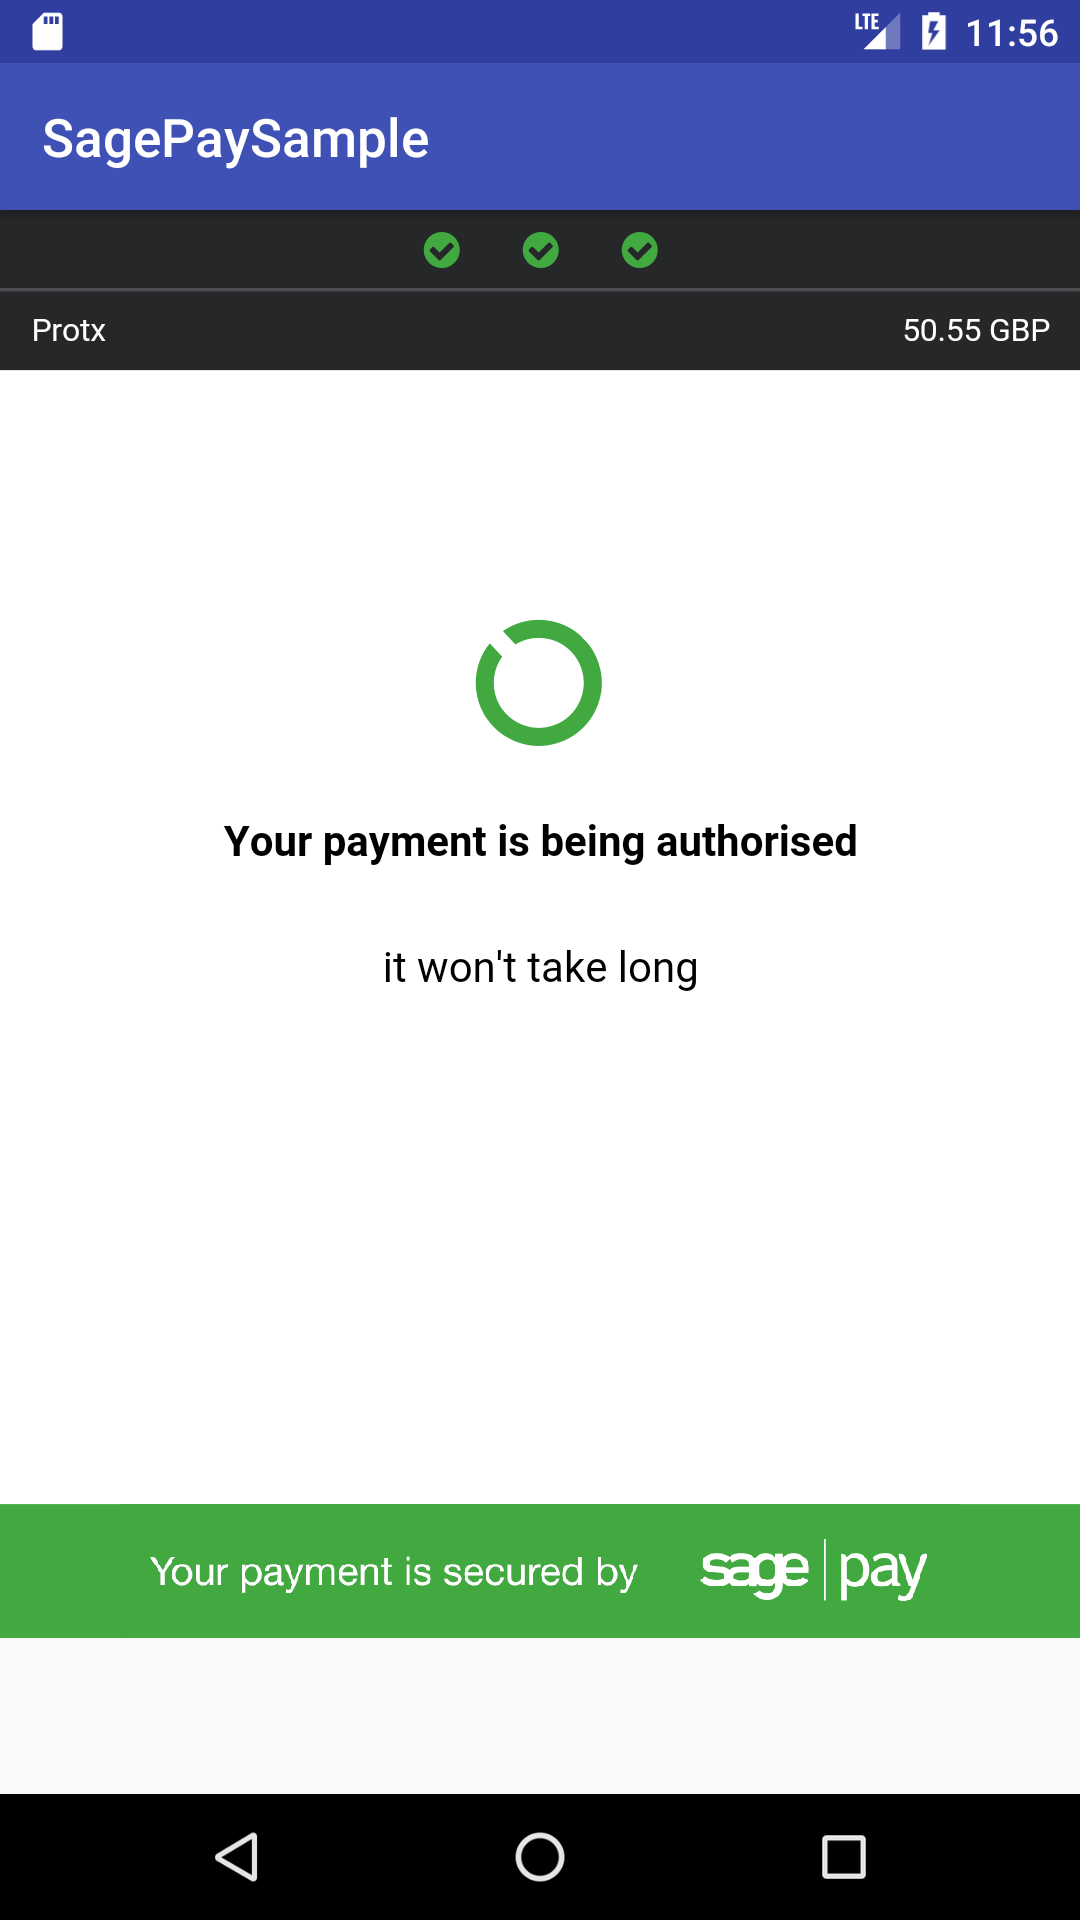 LTE 11:56
SagePaySample
Protx 50.55 GBP
Your payment is being authorised
it won't take long
Your payment is secured by sage pay